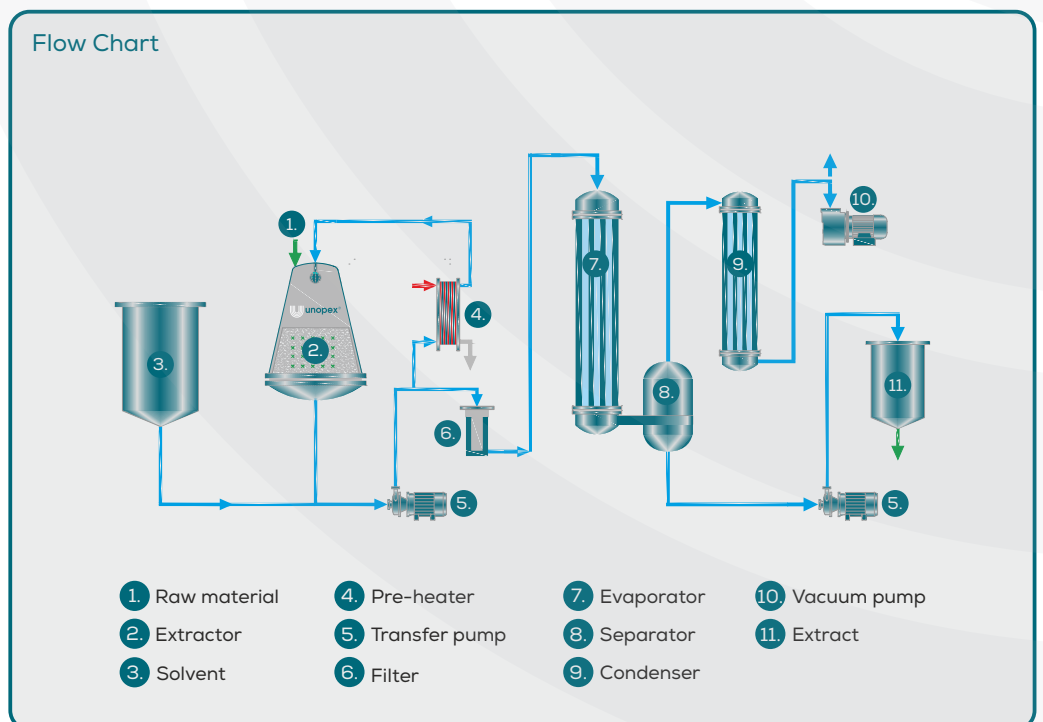 Flow Chart
1.
10.
7.
9.
4.
unopex®
2.
3.
8.
11.
6.
5.
5.
1. Raw material
2. Extractor
3. Solvent
4. Pre-heater
5. Transfer pump
6. Filter
7. Evaporator
8. Separator
9. Condenser
10. Vacuum pump
11. Extract